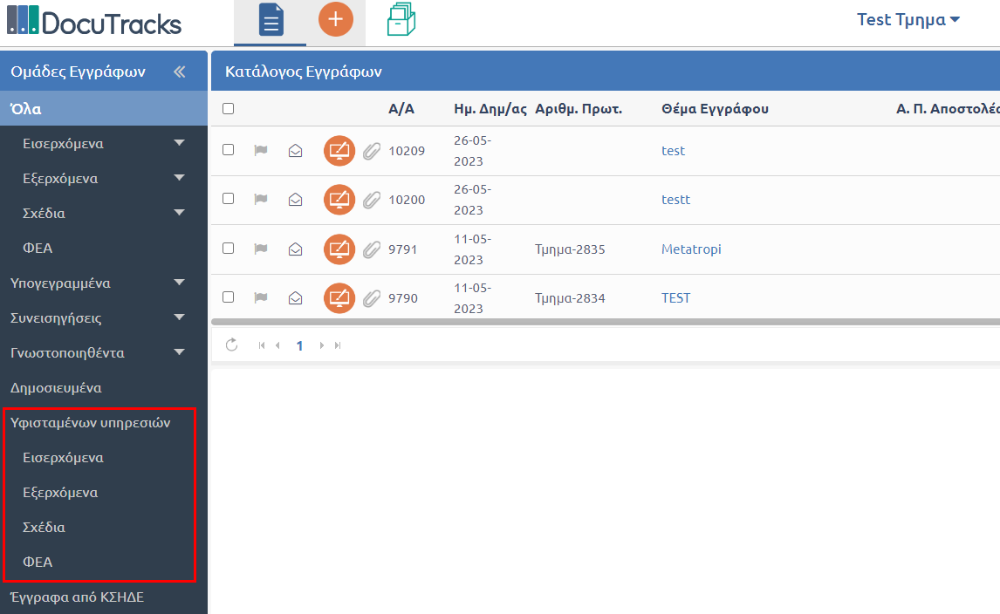 DocuTracks
Test Τμημα
Ομάδες Εγγράφων
Κατάλογος Εγγράφων
Όλα
Α/Α Ημ. Δημ/ας Αριθμ. Πρωτ. Θέμα Εγγράφου Α. Π. Αποστολέα
Εισερχόμενα
Εξερχόμενα
Σχέδια
ΦΕΑ
Υπογεγραμμένα
Συνεισηγήσεις
Γνωστοποιηθέντα
Δημοσιευμένα
Υφισταμένων υπηρεσιών
Εισερχόμενα
Εξερχόμενα
Σχέδια
ΦΕΑ
Έγγραφα από ΚΣΗΔΕ
10209 26-05-2023 test
10200 26-05-2023 testt
9791 11-05-2023 Τμημα-2835 Metatropi
9790 11-05-2023 Τμημα-2834 TEST
1